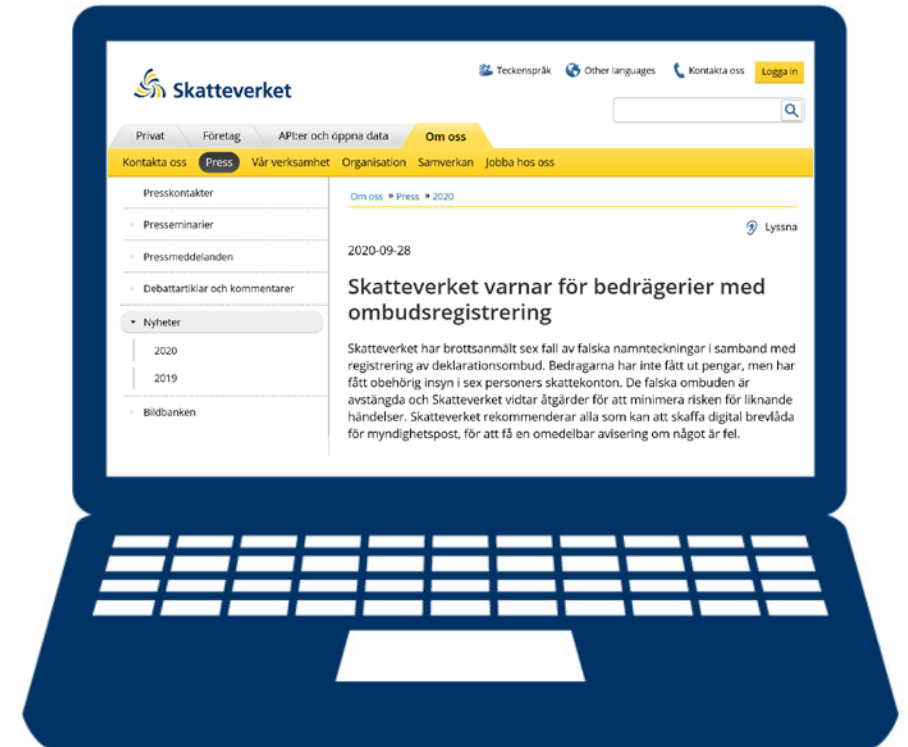 Skatteverket
Teckenspråk Other languages Kontakta oss Logga in
Privat Företag API:er och öppna data Om oss
Kontakta oss Press Vår verksamhet Organisation Samverkan Jobba hos oss
Presskontakter
Presseminarier
Pressmeddelanden
Debattartiklar och kommentarer
Nyheter
2020
2019
Bildbanken
Om oss » Press » 2020
Lyssna
2020-09-28
Skatteverket varnar för bedrägerier med
ombudsregistrering
Skatteverket har brottsanmält sex fall av falska namnteckningar i samband med
registrering av deklarationsombud. Bedragarna har inte fått ut pengar, men har
fått obehörig insyn i sex personers skattekonton. De falska ombuden är
avstängda och Skatteverket vidtar åtgärder för att minimera risken för liknande
händelser. Skatteverket rekommenderar alla som kan att skaffa digital brevlåda
för myndighetspost, för att få en omedelbar avisering om något är fel.